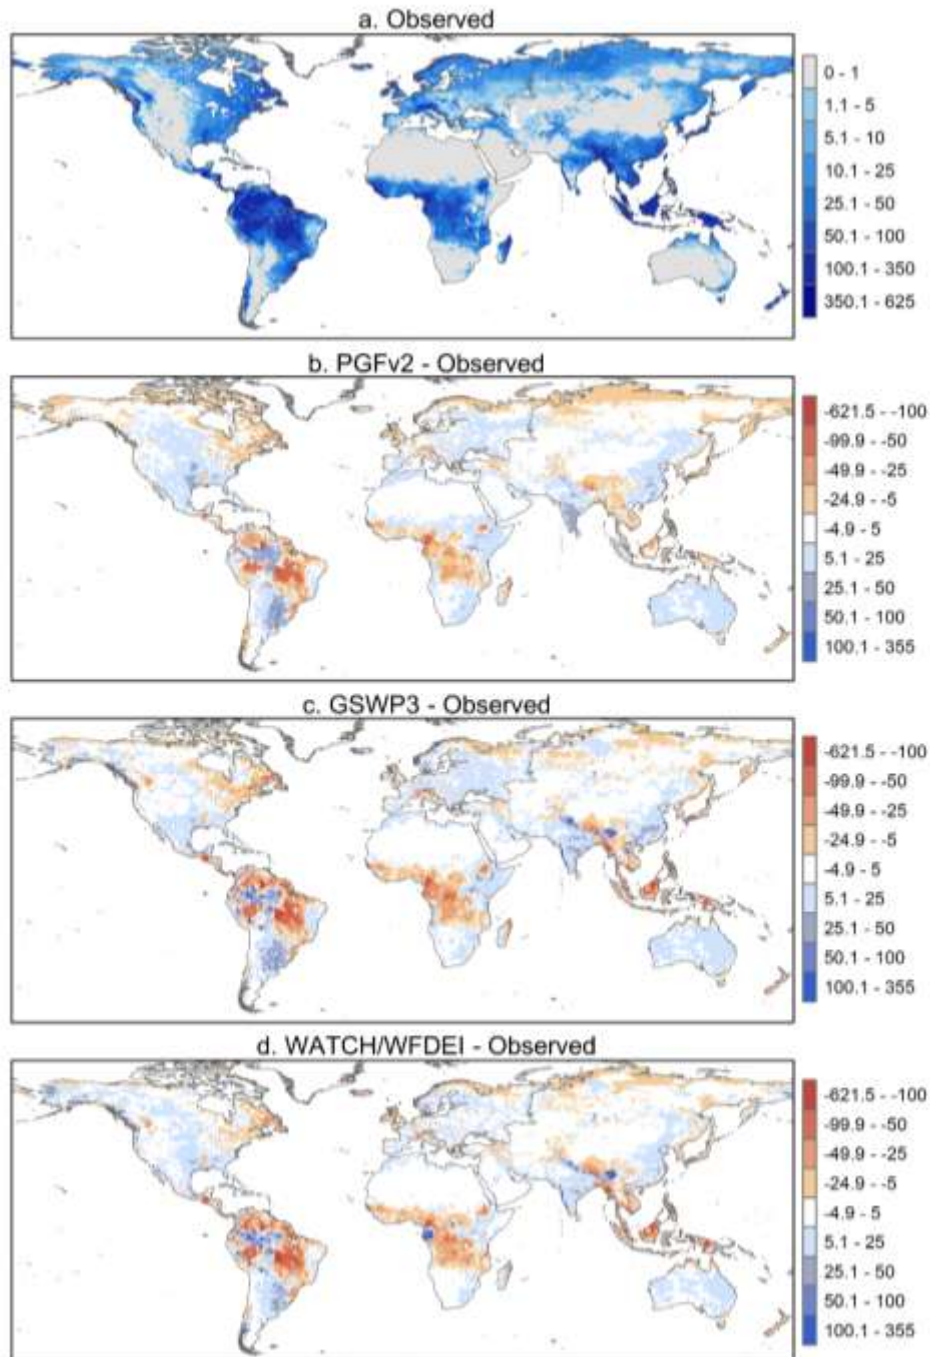 a. Observed
0 - 1
1.1 - 5
5.1 - 10
10.1 - 25
25.1 - 50
50.1 - 100
100.1 - 350
350.1 - 625
b. PGFv2 - Observed
-621.5 - -100
-99.9 - -50
-49.9 - -25
-24.9 - -5
-4.9 - 5
5.1 - 25
25.1 - 50
50.1 - 100
100.1 - 355
c. GSWP3 - Observed
-621.5 - -100
-99.9 - -50
-49.9 - -25
-24.9 - -5
-4.9 - 5
5.1 - 25
25.1 - 50
50.1 - 100
100.1 - 355
d. WATCH/WFDEI - Observed
-621.5 - -100
-99.9 - -50
-49.9 - -25
-24.9 - -5
-4.9 - 5
5.1 - 25
25.1 - 50
50.1 - 100
100.1 - 355